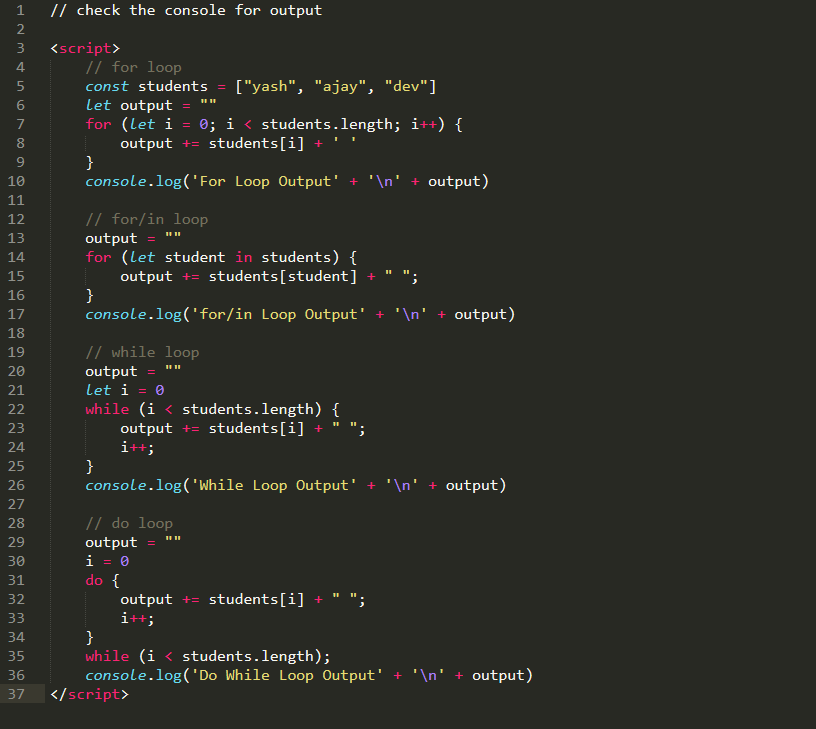 1 // check the console for output
2
3 <script>
4     // for loop
5     const students = ["yash", "ajay", "dev"]
6     let output = ""
7     for (let i = 0; i < students.length; i++) {
8         output += students[i] + ' '
9     }
10     console.log('For Loop Output' + '\n' + output)
11
12     // for/in loop
13     output = ""
14     for (let student in students) {
15         output += students[student] + " ";
16     }
17     console.log('for/in Loop Output' + '\n' + output)
18
19     // while loop
20     output = ""
21     let i = 0
22     while (i < students.length) {
23         output += students[i] + " ";
24         i++;
25     }
26     console.log('While Loop Output' + '\n' + output)
27
28     // do loop
29     output = ""
30     i = 0
31     do {
32         output += students[i] + " ";
33         i++;
34     }
35     while (i < students.length);
36     console.log('Do While Loop Output' + '\n' + output)
37 </script>